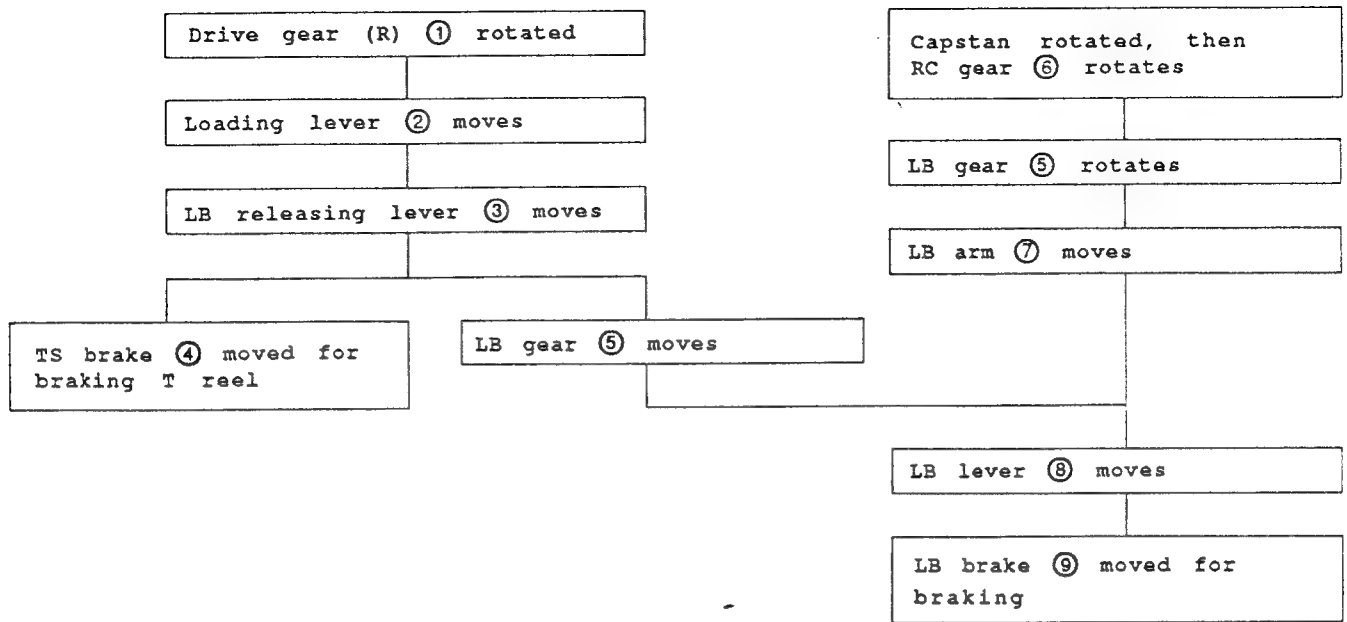 Drive gear (R) ① rotated
Loading lever ② moves
LB releasing lever ③ moves
TS brake ④ moved for
braking T reel
LB gear ⑤ moves
Capstan rotated, then
RC gear ⑥ rotates
LB gear ⑤ rotates
LB arm ⑦ moves
LB lever ⑧ moves
LB brake ⑨ moved for
braking